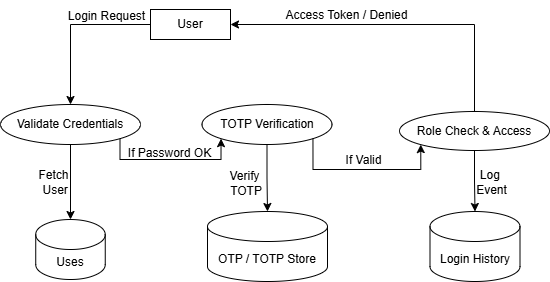 Login Request
User
Access Token / Denied
Validate Credentials
TOTP Verification
Role Check & Access
If Password OK
If Valid
Fetch
User
Verify
TOTP
Log
Event
Uses
OTP / TOTP Store
Login History